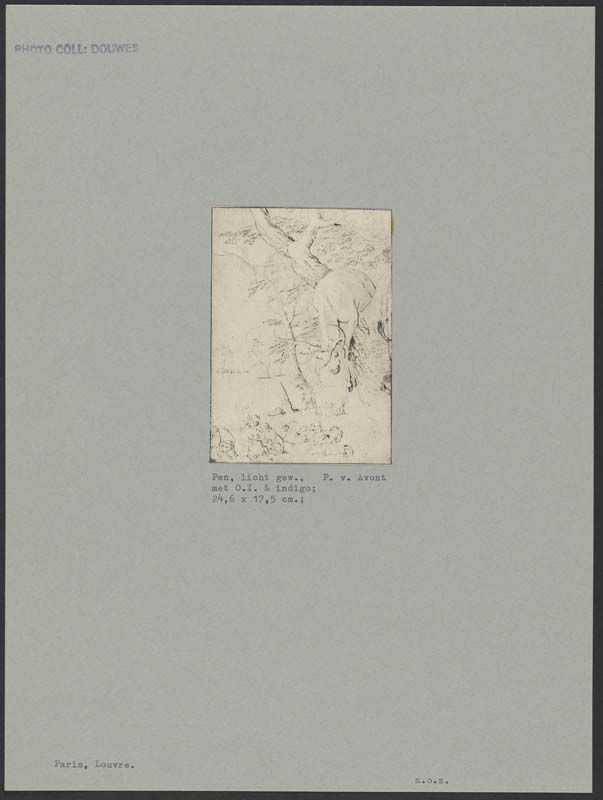 PHOTO COLL: DOUWES
Pen, licht gew., P. v. Avont
met O.I. & indigo;
24,6 x 17,5 cm.;
Paris, Louvre.
z.o.z.